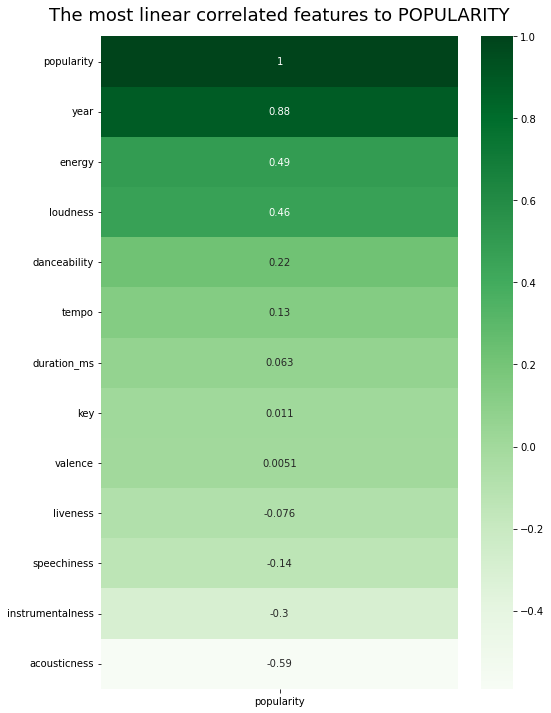 The most linear correlated features to POPULARITY
popularity
1
year
0.88
energy
0.49
loudness
0.46
danceability
0.22
tempo
0.13
duration_ms
0.063
key
0.011
valence
0.0051
liveness
-0.076
speechiness
-0.14
instrumentalness
-0.3
acousticness
-0.59
popularity
1.0
0.8
0.6
0.4
0.2
0.0
−0.2
−0.4